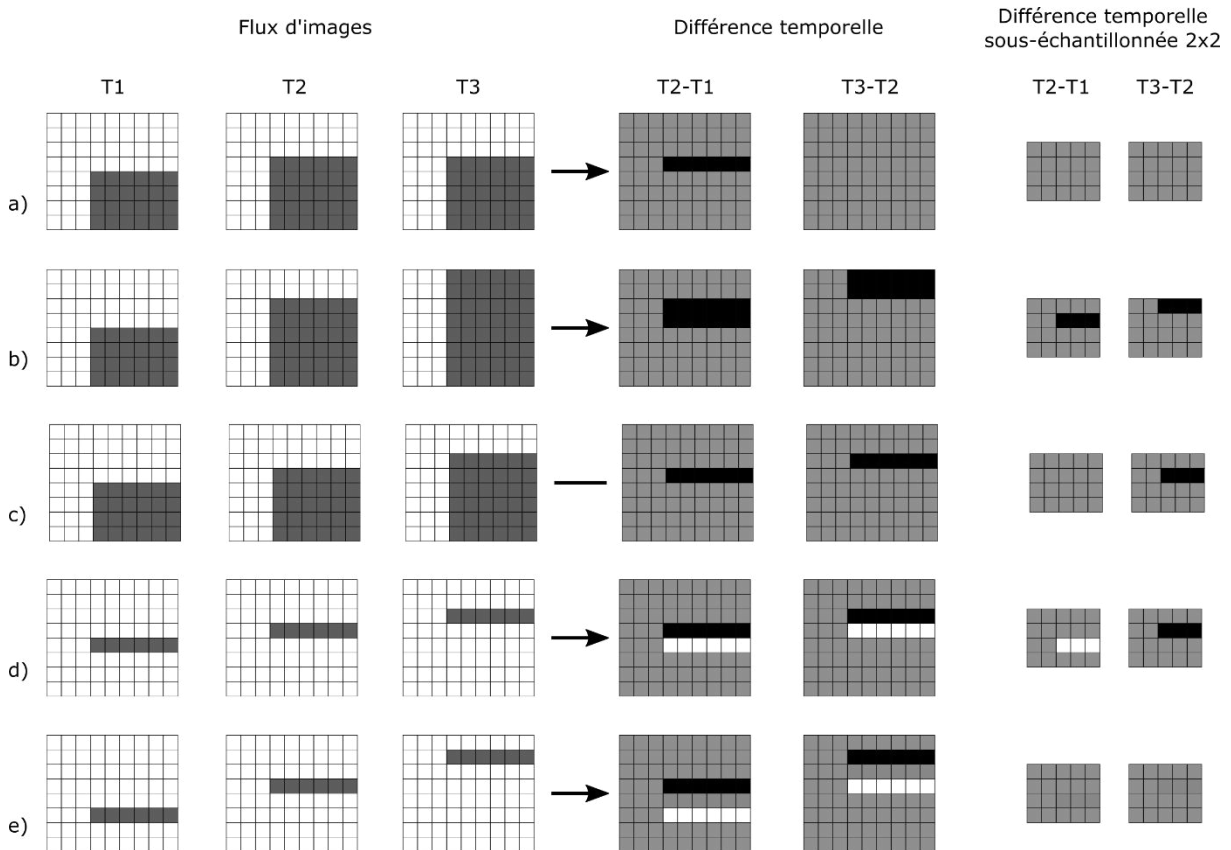 Flux d'images
Différence temporelle
Différence temporelle
sous-échantillonnée 2x2
T1
T2
T3
T2-T1
T3-T2
T2-T1
T3-T2
a)
b)
c)
d)
e)